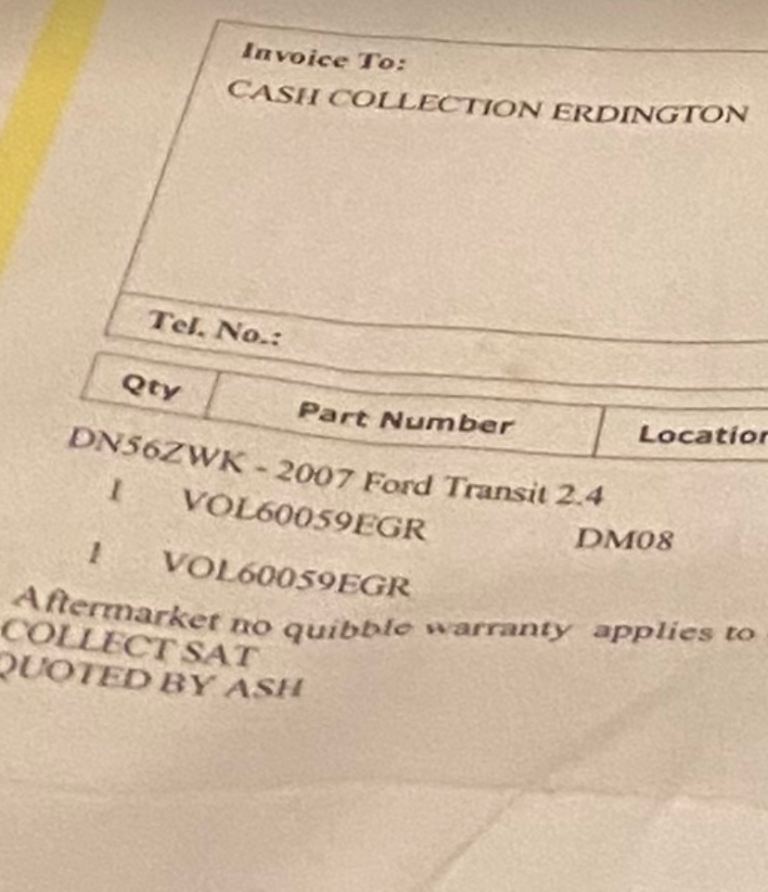 Invoice To:
CASH COLLECTION ERDINGTON
Tel. No.:
Qty Part Number Location
DN56ZWK - 2007 Ford Transit 2.4
1 VOL60059EGR DM08
1 VOL60059EGR
Aftermarket no quibble warranty applies to
COLLECT SAT
QUOTED BY ASH